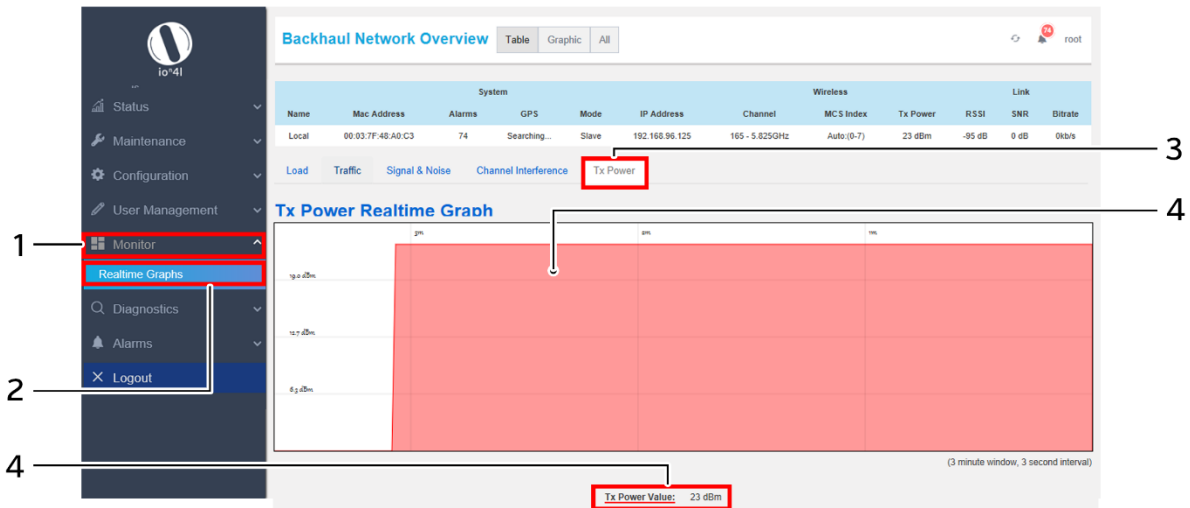 io"4l
Backhaul Network Overview Table Graphic All 74 root
System Wireless Link
Name Mac Address Alarms GPS Mode IP Address Channel MCS Index Tx Power RSSI SNR Bitrate
Local 00:03:7F:48:A0:C3 74 Searching... Slave 192.168.96.125 165 - 5.825GHz Auto:(0-7) 23 dBm -95 dB 0 dB 0kb/s
Load Traffic Signal & Noise Channel Interference Tx Power
3
Status
Maintenance
Configuration
User Management
Monitor
Realtime Graphs
Diagnostics
Alarms
Logout
1
2
Tx Power Realtime Graph
4
3m 2m 1m
19.0 dBm
12.7 dBm
6.3 dBm
(3 minute window, 3 second interval)
4
Tx Power Value: 23 dBm